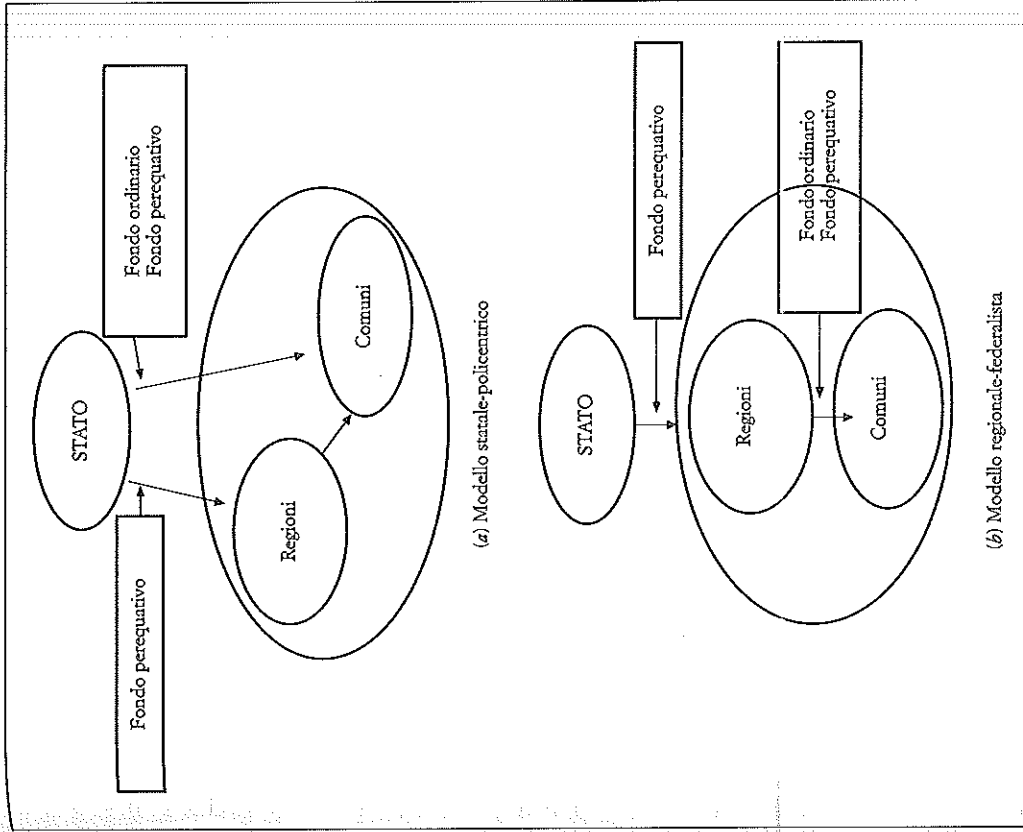 STATO
Fondo perequativo
Fondo ordinario
Fondo perequativo
Regioni
Comuni
(a) Modello statale-policentrico
STATO
Fondo perequativo
Regioni
Fondo ordinario
Fondo perequativo
Comuni
(b) Modello regionale-federalista